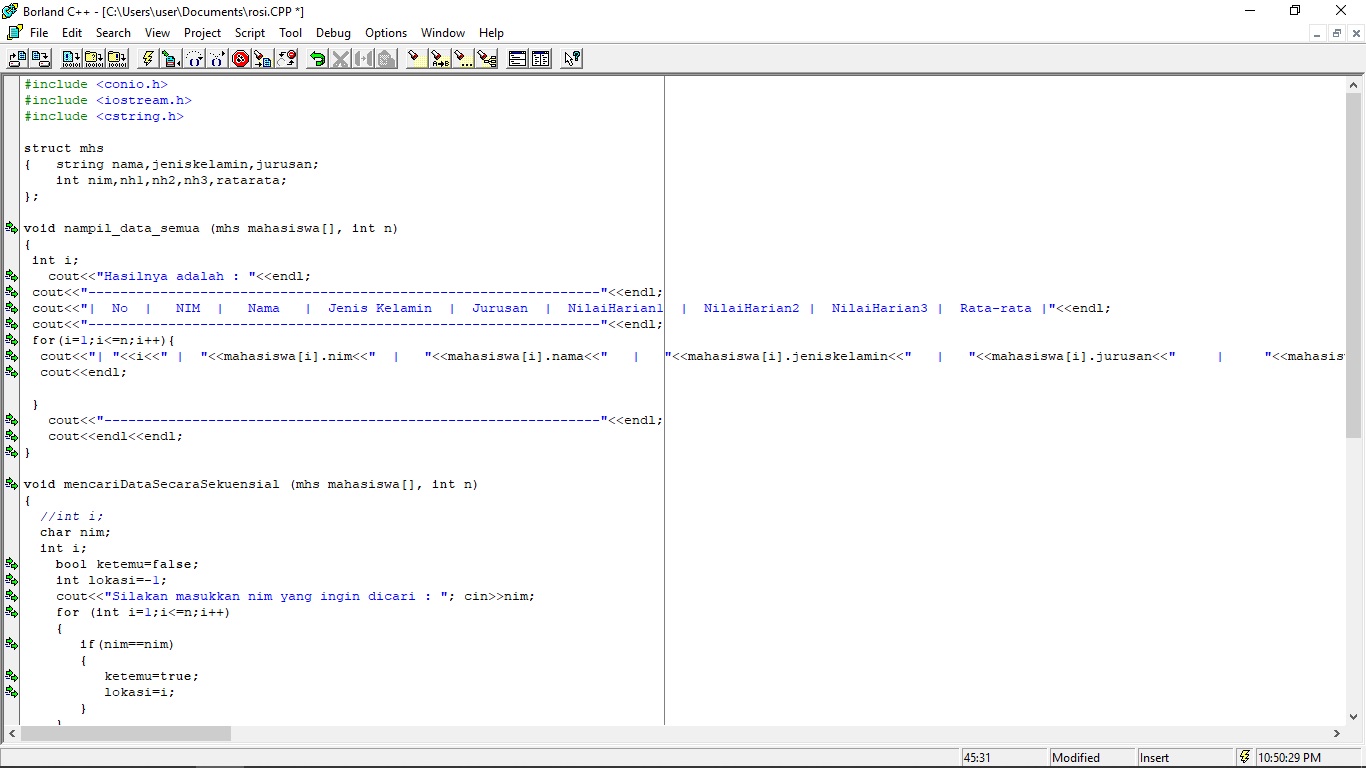 Borland C++ - [C:\Users\user\Documents\rosi.CPP *]
File Edit Search View Project Script Tool Debug Options Window Help
#include <conio.h>
#include <iostream.h>
#include <cstring.h>
struct mhs
{    string nama,jeniskelamin,jurusan;
int nim,nh1,nh2,nh3,ratarata;
};
void nampil_data_semua (mhs mahasiswa[], int n)
{
int i;
cout<<"Hasilnya adalah : "<<endl;
cout<<"----------------------------------------------------------------"<<endl;
cout<<"|  No  |   NIM  |   Nama   |  Jenis Kelamin  |  Jurusan  |  NilaiHarian1  |  NilaiHarian2 |  NilaiHarian3 |  Rata-rata |"<<endl;
cout<<"----------------------------------------------------------------"<<endl;
for(i=1;i<=n;i++){
cout<<"| "<<i<<" |  "<<mahasiswa[i].nim<<"  |   "<<mahasiswa[i].nama<<"   |   "<<mahasiswa[i].jeniskelamin<<"   |   "<<mahasiswa[i].jurusan<<"     |     "<<mahasis
cout<<endl;
}
cout<<"--------------------------------------------------------------"<<endl;
cout<<endl<<endl;
}
void mencariDataSecaraSekuensial (mhs mahasiswa[], int n)
{
//int i;
char nim;
int i;
bool ketemu=false;
int lokasi=-1;
cout<<"Silakan masukkan nim yang ingin dicari : "; cin>>nim;
for (int i=1;i<=n;i++)
{
if(nim==nim)
{
ketemu=true;
lokasi=i;
}
}
45:31 Modified Insert 10:50:29 PM